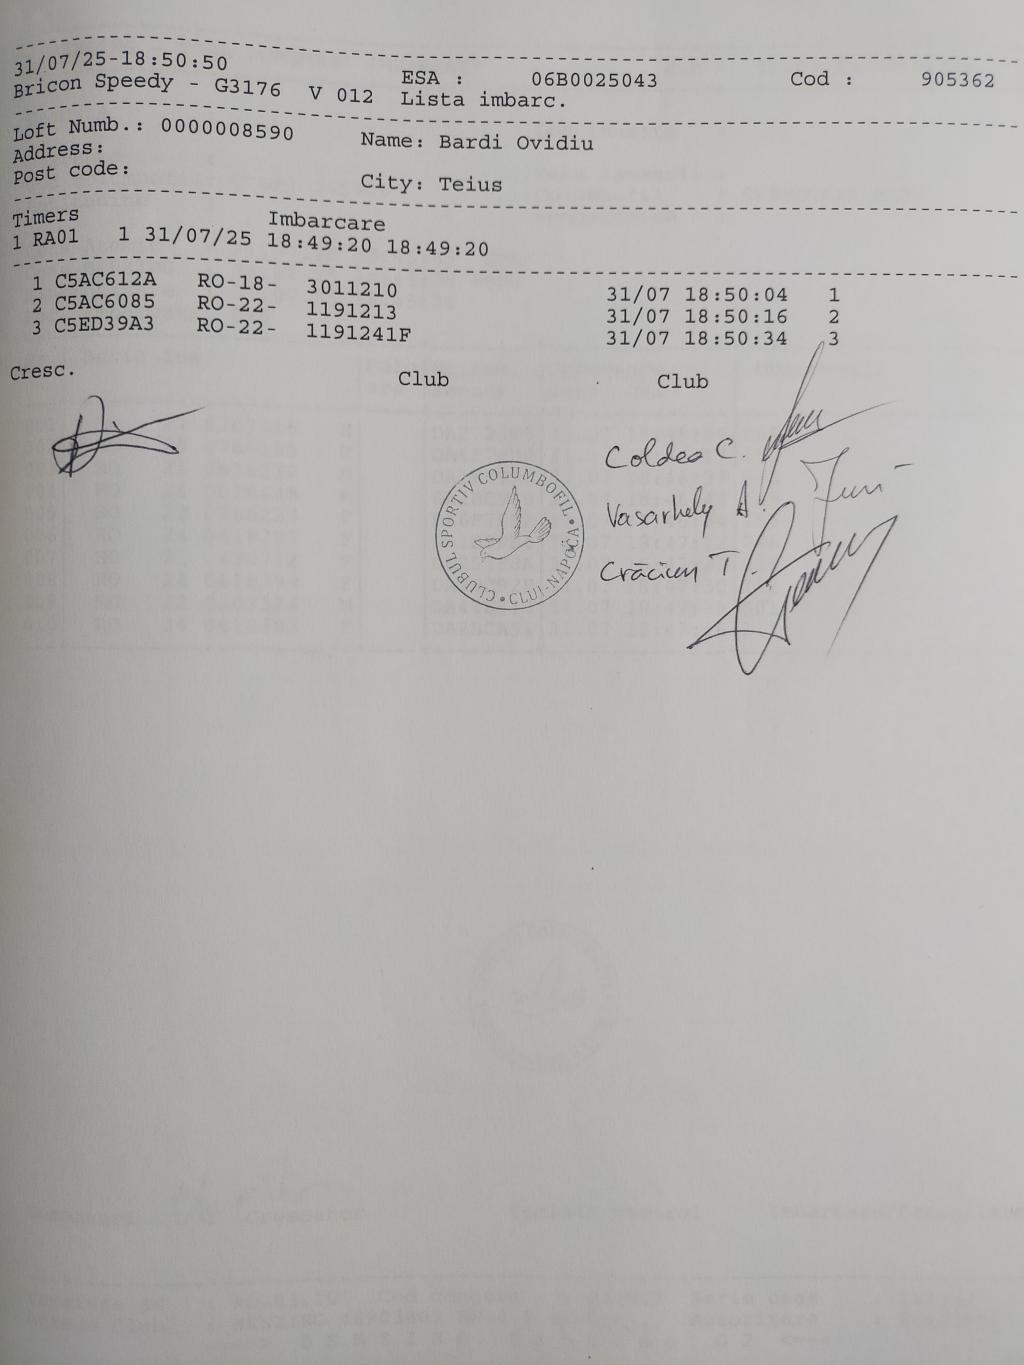 31/07/25-18:50:50 ESA : 06B0025043 Cod : 905362
Bricon Speedy - G3176 V 012 Lista imbarc.
Loft Numb.: 0000008590 Name: Bardi Ovidiu
Address:
Post code: City: Teius
Timers Imbarcare
1 RA01 1 31/07/25 18:49:20 18:49:20
1 C5AC612A RO-18- 3011210 31/07 18:50:04 1
2 C5AC6085 RO-22- 1191213 31/07 18:50:16 2
3 C5ED39A3 RO-22- 1191241F 31/07 18:50:34 3
Cresc. Club Club
Coldea C.
Vasarhely A.
Crăciun T.
CLUBUL SPORTIV COLUMBOFIL • CLUJ-NAPOCA •